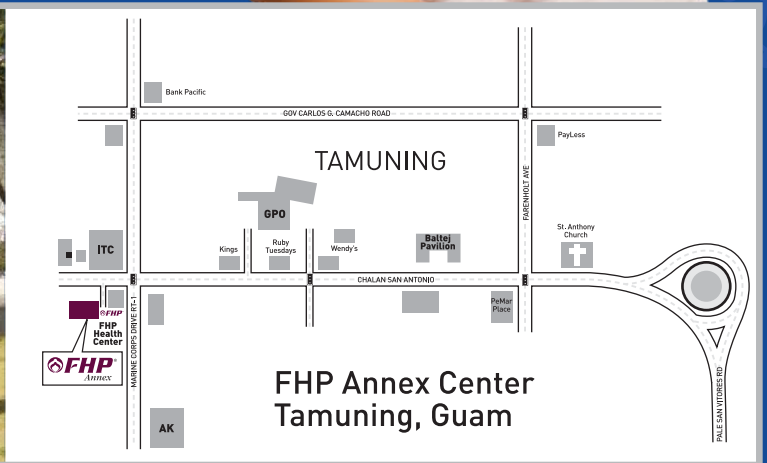 Bank Pacific
GOV CARLOS G. CAMACHO ROAD
PayLess
TAMUNING
FARENHOLT AVE
GPO
St. Anthony
Church
Baltej
Pavilion
ITC
Kings
Ruby
Tuesdays
Wendy's
CHALAN SAN ANTONIO
PeMar
Place
FHP
FHP
Health
Center
MARINE CORPS DRIVE RT-1
FHP®
Annex
FHP Annex Center
Tamuning, Guam
PALE SAN VITORES RD
AK